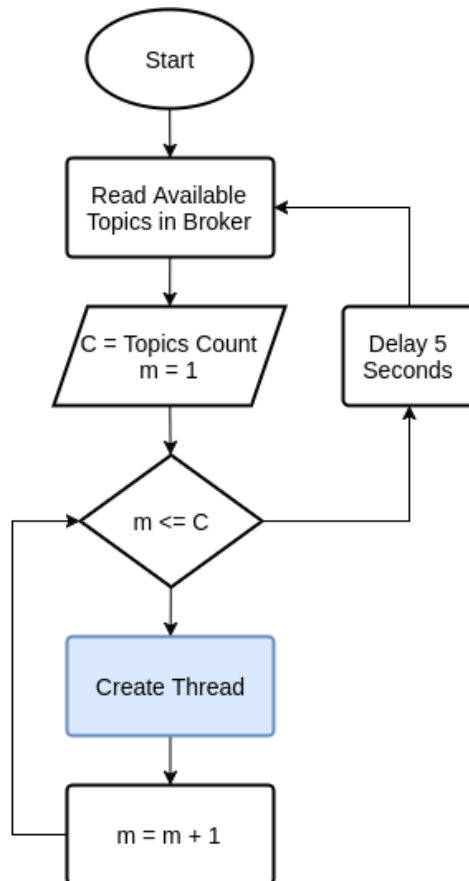 Start
Read Available
Topics in Broker
C = Topics Count
m = 1
Delay 5
Seconds
m <= C
Create Thread
m = m + 1